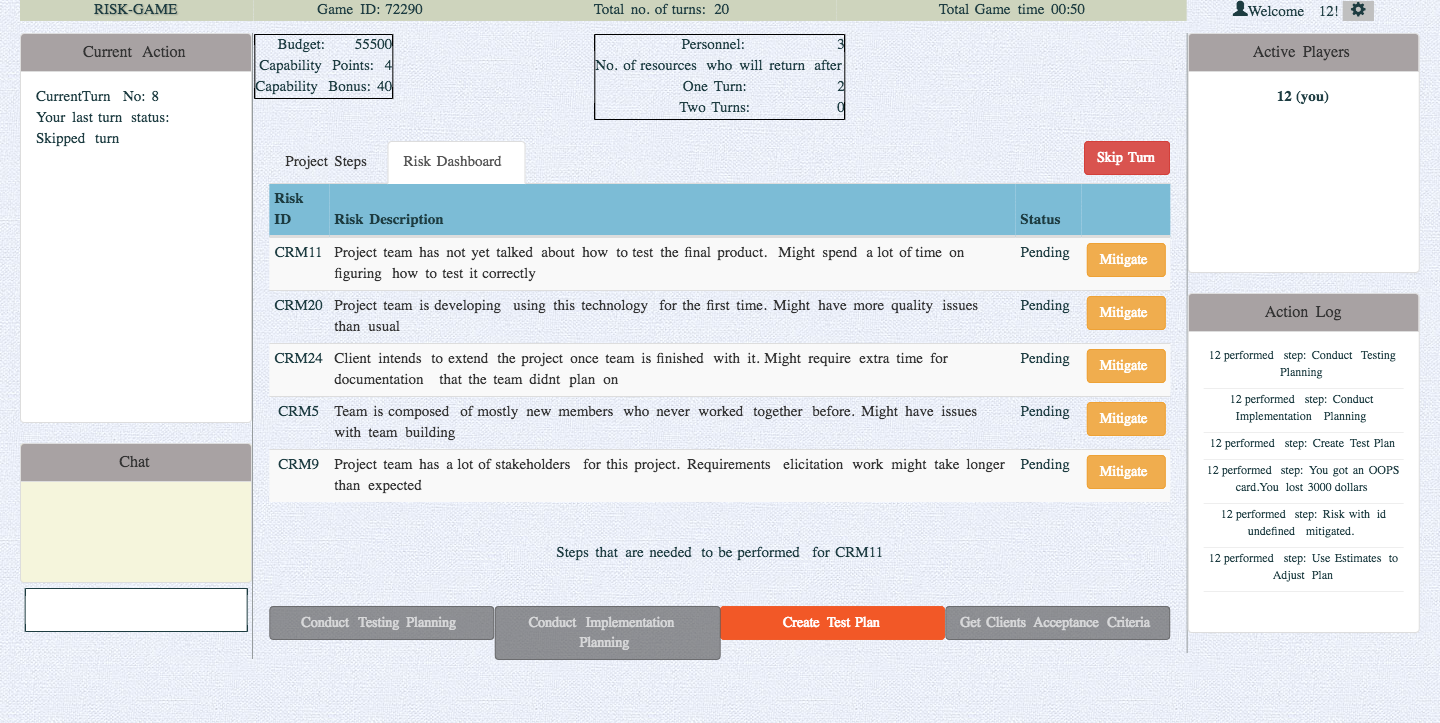 RISK-GAME Game ID: 72290 Total no. of turns: 20 Total Game time 00:50 Welcome 12!
Current Action
CurrentTurn No: 8
Your last turn status:
Skipped turn
Chat
Budget: 55500
Capability Points: 4
Capability Bonus: 40
Personnel: 3
No. of resources who will return after
One Turn: 2
Two Turns: 0
Project Steps Risk Dashboard Skip Turn
Risk
ID Risk Description Status
CRM11 Project team has not yet talked about how to test the final product. Might spend a lot of time on Pending Mitigate
figuring how to test it correctly
CRM20 Project team is developing using this technology for the first time. Might have more quality issues Pending Mitigate
than usual
CRM24 Client intends to extend the project once team is finished with it. Might require extra time for Pending Mitigate
documentation that the team didnt plan on
CRM5 Team is composed of mostly new members who never worked together before. Might have issues Pending Mitigate
with team building
CRM9 Project team has a lot of stakeholders for this project. Requirements elicitation work might take longer Pending Mitigate
than expected
Steps that are needed to be performed for CRM11
Conduct Testing Planning
Conduct Implementation
Planning
Create Test Plan
Get Clients Acceptance Criteria
Active Players
12 (you)
Action Log
12 performed step: Conduct Testing
Planning
12 performed step: Conduct
Implementation Planning
12 performed step: Create Test Plan
12 performed step: You got an OOPS
card.You lost 3000 dollars
12 performed step: Risk with id
undefined mitigated.
12 performed step: Use Estimates to
Adjust Plan